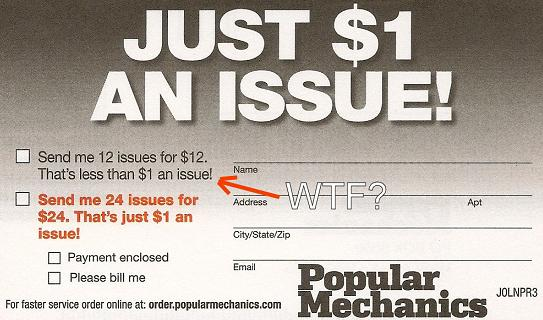 JUST $1
AN ISSUE!
Send me 12 issues for $12.
That's less than $1 an issue!
Send me 24 issues for
$24. That's just $1 an
issue!
Payment enclosed
Please bill me
For faster service order online at: order.popularmechanics.com
Name
WTF?
Address
Apt
City/State/Zip
Email
Popular
Mechanics
J0LNPR3